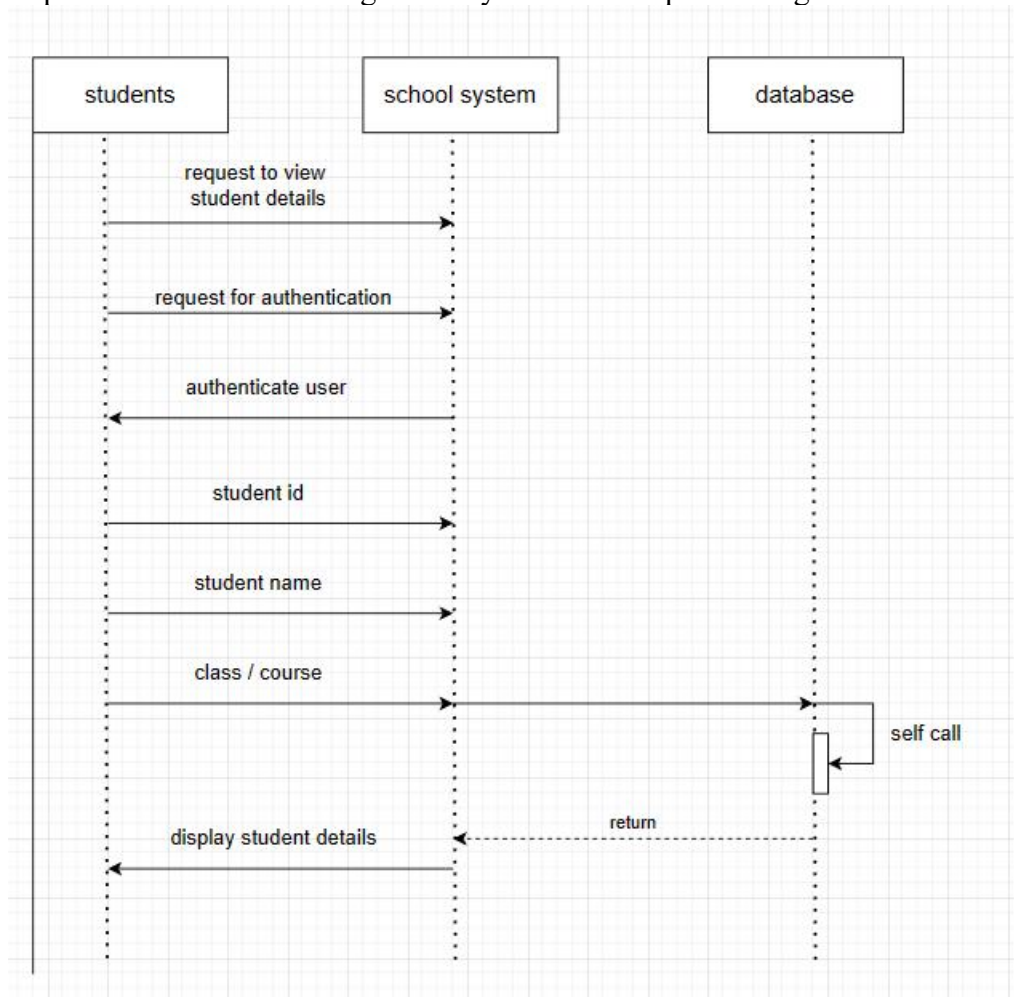 students
school system
database
request to view
student details
request for authentication
authenticate user
student id
student name
class / course
self call
return
display student details